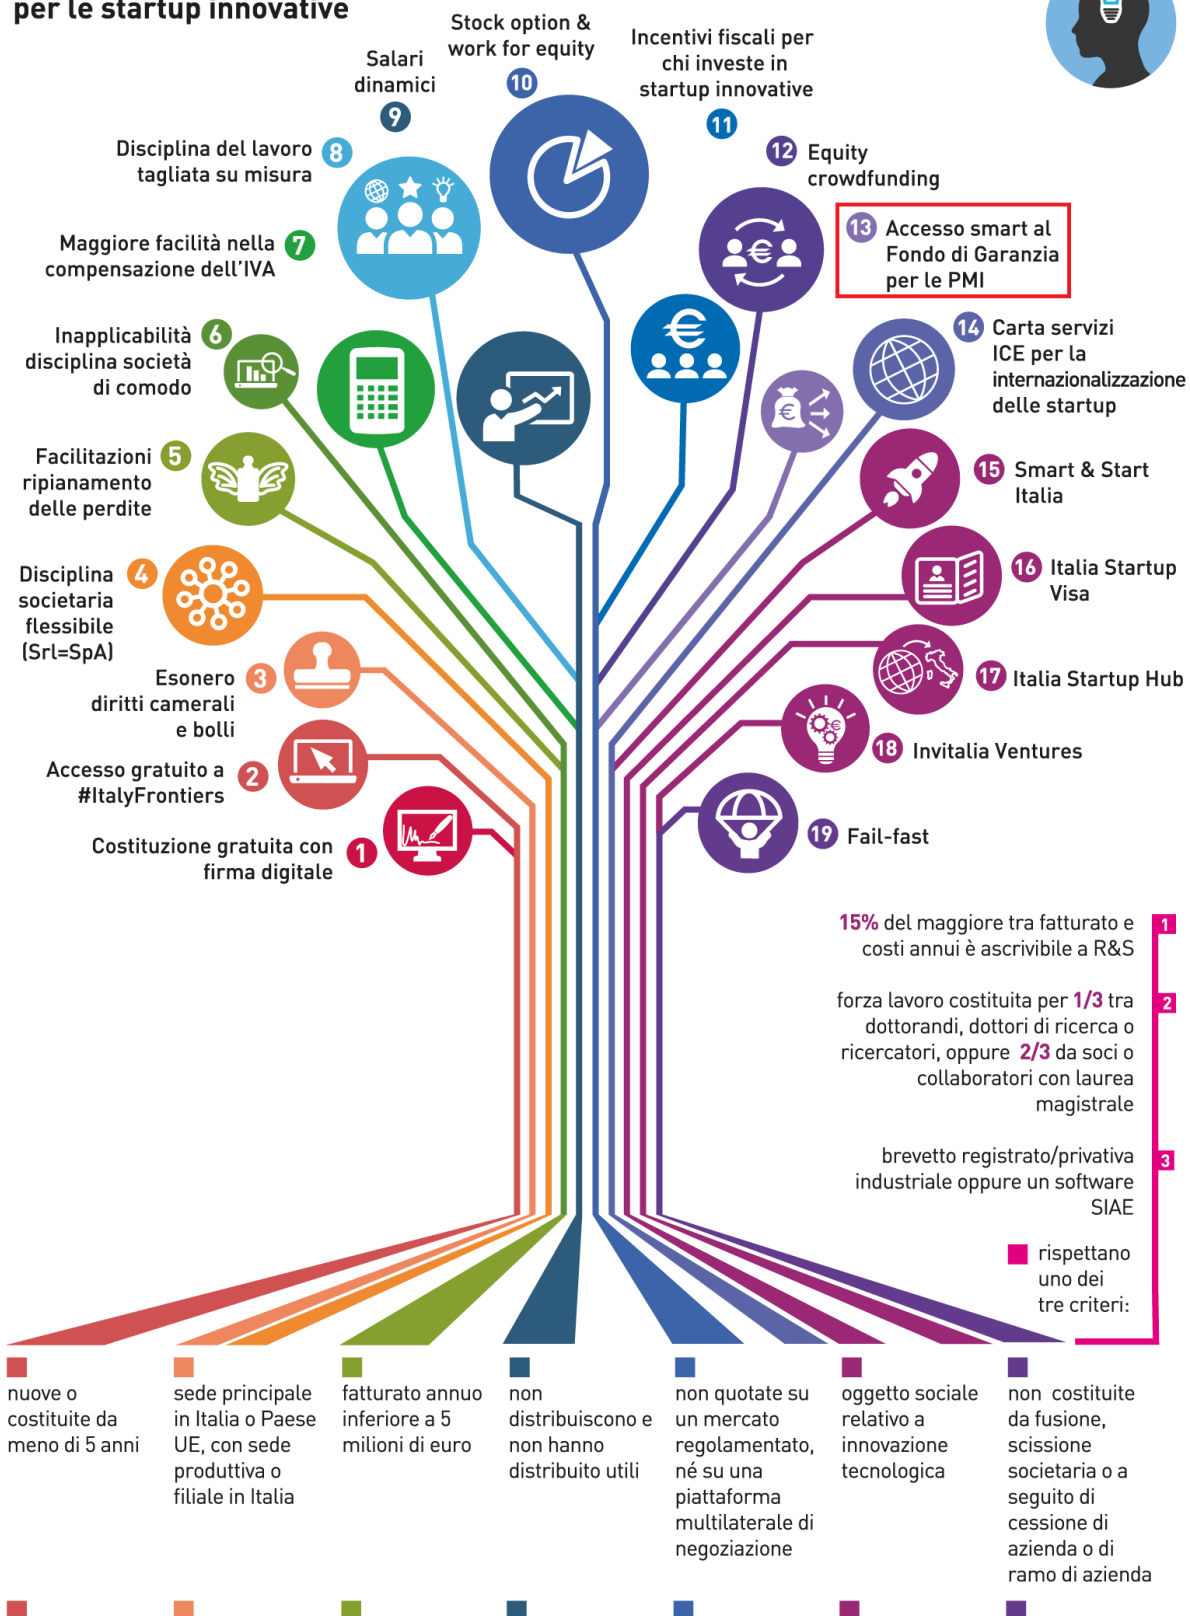 per le startup innovative
Stock option &
work for equity
10
Incentivi fiscali per
chi investe in
startup innovative
11
Salari
dinamici
9
12 Equity
crowdfunding
Disciplina del lavoro 8
tagliata su misura
13 Accesso smart al
Fondo di Garanzia
per le PMI
Maggiore facilità nella 7
compensazione dell'IVA
14 Carta servizi
ICE per la
internazionalizzazione
delle startup
Inapplicabilità 6
disciplina società
di comodo
Facilitazioni 5
ripianamento
delle perdite
15 Smart & Start
Italia
Disciplina 4
societaria
flessibile
(Srl=SpA)
16 Italia Startup
Visa
Esonero 3
diritti camerali
e bolli
17 Italia Startup Hub
Accesso gratuito a 2
#ItalyFrontiers
18 Invitalia Ventures
Costituzione gratuita con 1
firma digitale
19 Fail-fast
15% del maggiore tra fatturato e 1
costi annui è ascrivibile a R&S
forza lavoro costituita per 1/3 tra 2
dottorandi, dottori di ricerca o
ricercatori, oppure 2/3 da soci o
collaboratori con laurea
magistrale
brevetto registrato/privativa 3
industriale oppure un software
SIAE
rispettano
uno dei
tre criteri:
nuove o
costituite da
meno di 5 anni
sede principale
in Italia o Paese
UE, con sede
produttiva o
filiale in Italia
fatturato annuo
inferiore a 5
milioni di euro
non
distribuiscono e
non hanno
distribuito utili
non quotate su
un mercato
regolamentato,
né su una
piattaforma
multilaterale di
negoziazione
oggetto sociale
relativo a
innovazione
tecnologica
non costituite
da fusione,
scissione
societaria o a
seguito di
cessione di
azienda o di
ramo di azienda